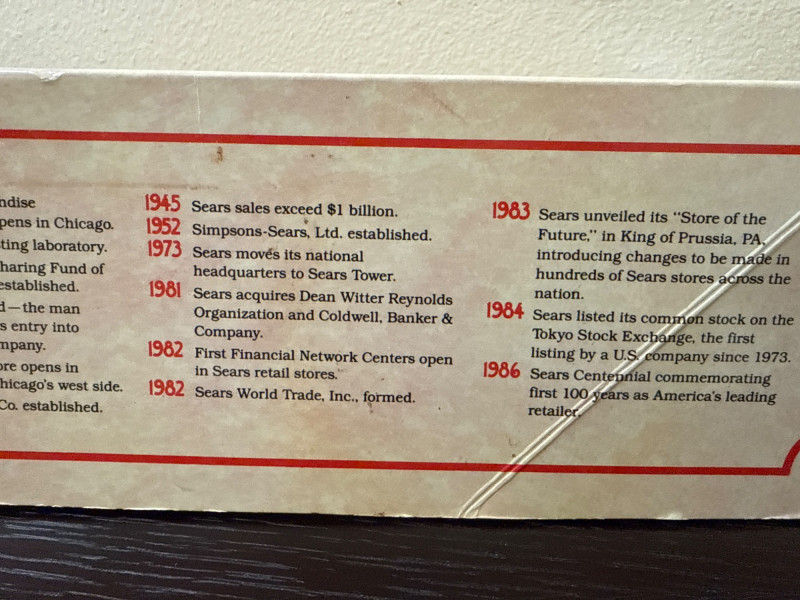 ndise
pens in Chicago.
ting laboratory.
haring Fund of
established.
d—the man
s entry into
mpany.
ore opens in
hicago's west side.
Co. established.
1945 Sears sales exceed $1 billion.
1952 Simpsons-Sears, Ltd. established.
1973 Sears moves its national
headquarters to Sears Tower.
1981 Sears acquires Dean Witter Reynolds
Organization and Coldwell, Banker &
Company.
1982 First Financial Network Centers open
in Sears retail stores.
1982 Sears World Trade, Inc., formed.
1983 Sears unveiled its "Store of the
Future," in King of Prussia, PA,
introducing changes to be made in
hundreds of Sears stores across the
nation.
1984 Sears listed its common stock on the
Tokyo Stock Exchange, the first
listing by a U.S. company since 1973.
1986 Sears Centennial commemorating
first 100 years as America's leading
retailer.